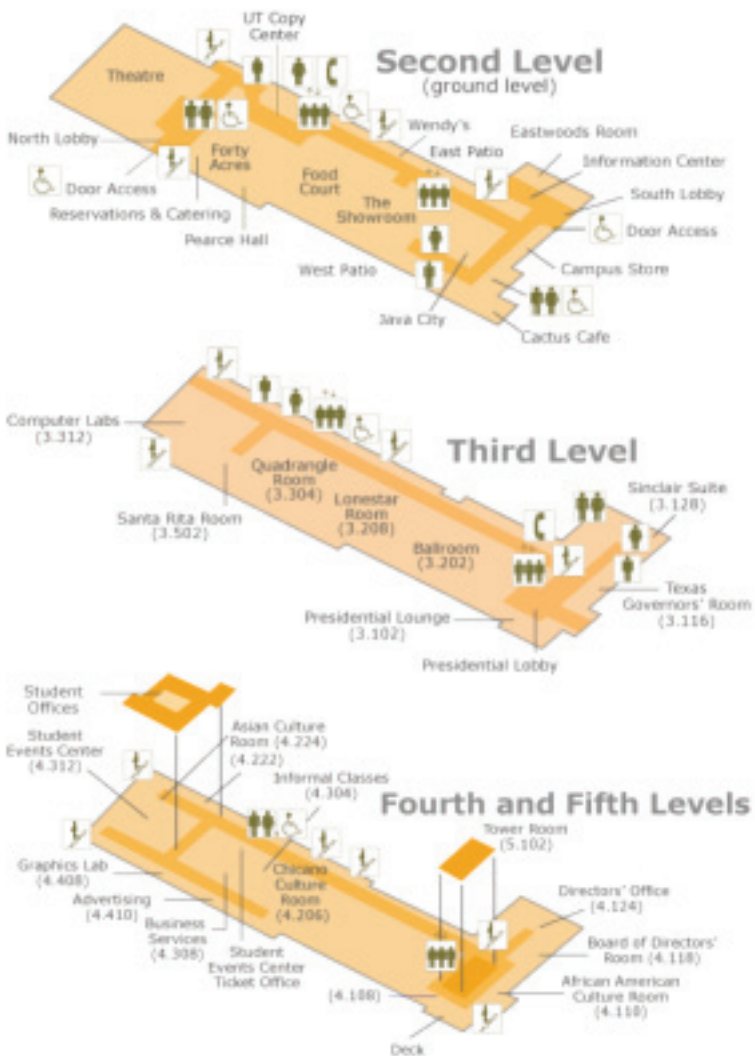 UT Copy
Center
Second Level
(ground level)
Theatre
Wendy's
Eastwoods Room
North Lobby
East Patio
Information Center
Forty
Acres
Food
Court
South Lobby
Door Access
The
Showroom
Reservations & Catering
Door Access
Pearce Hall
West Patio
Campus Store
Java City
Cactus Cafe
Computer Labs
(3.312)
Third Level
Quadrangle
Room
(3.304)
Sinclair Suite
(3.128)
Santa Rita Room
(3.502)
Lonestar
Room
(3.208)
Ballroom
(3.202)
Texas
Governors' Room
(3.116)
Presidential Lounge
(3.102)
Presidential Lobby
Student
Offices
Student
Events Center
(4.312)
Asian Culture
Room (4.224)
(4.222)
Informal Classes
(4.304)
Fourth and Fifth Levels
Tower Room
(5.102)
Graphics Lab
(4.408)
Chicano
Culture
Room
(4.206)
Directors' Office
(4.124)
Advertising
(4.410)
Business
Services
(4.308)
Board of Directors'
Room (4.118)
Student
Events Center
Ticket Office
African American
Culture Room
(4.110)
(4.108)
Deck